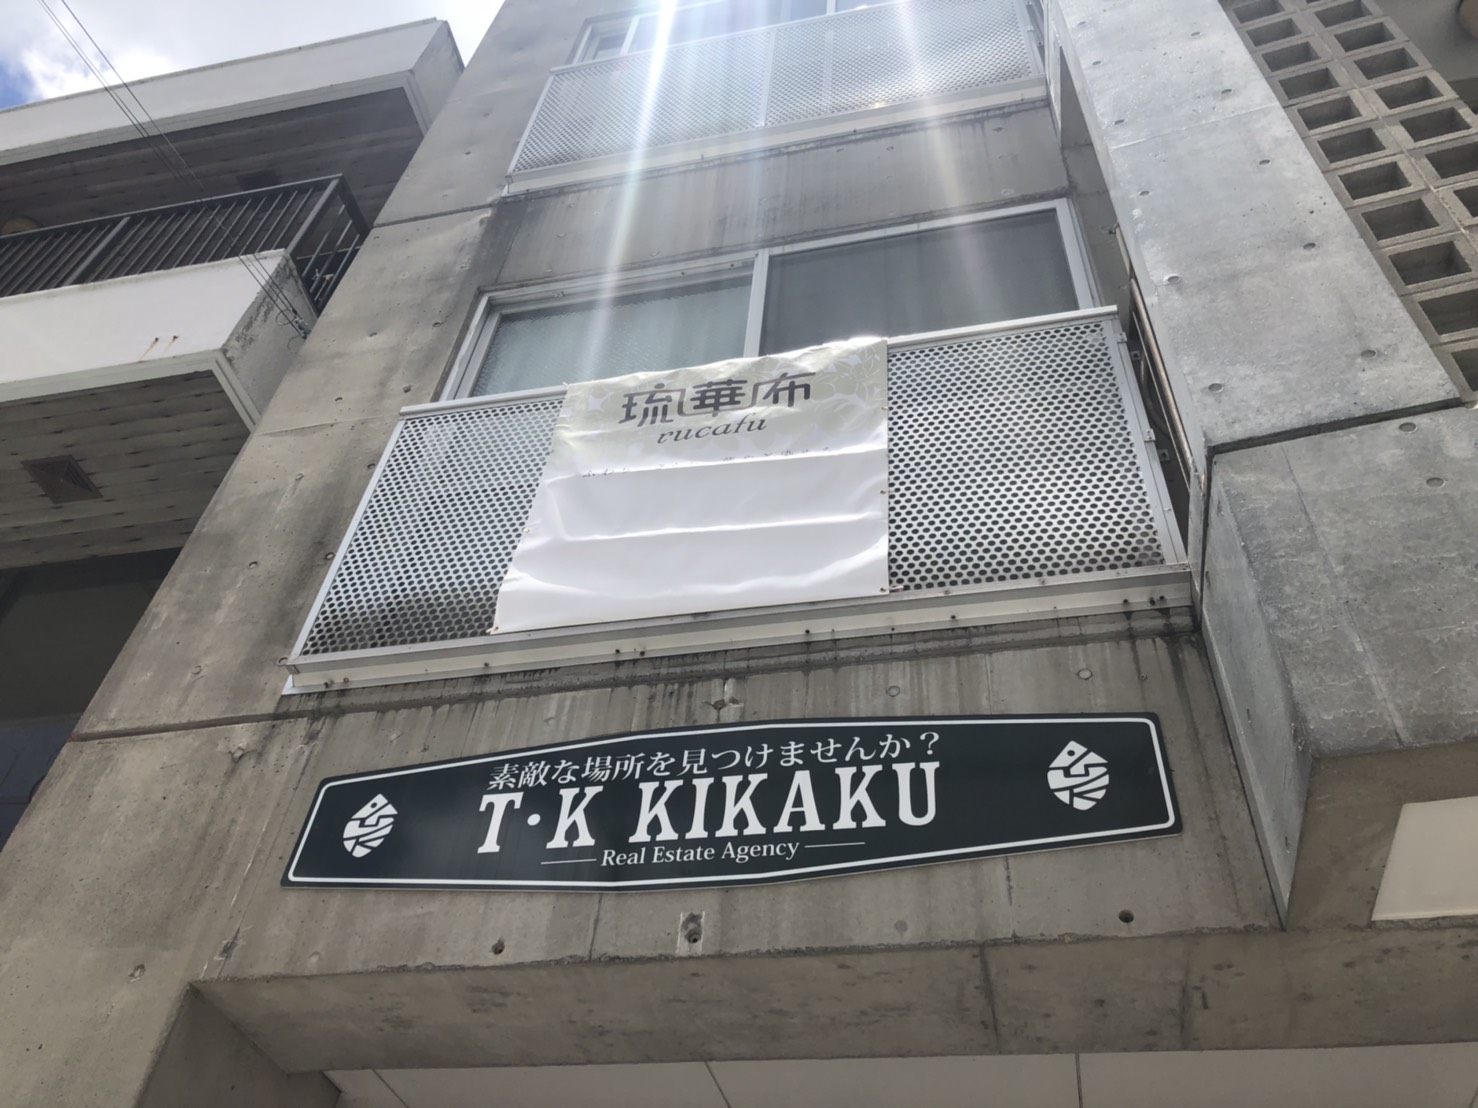 琉華布
rucafu
素敵な場所を見つけませんか？
T・K KIKAKU
Real Estate Agency